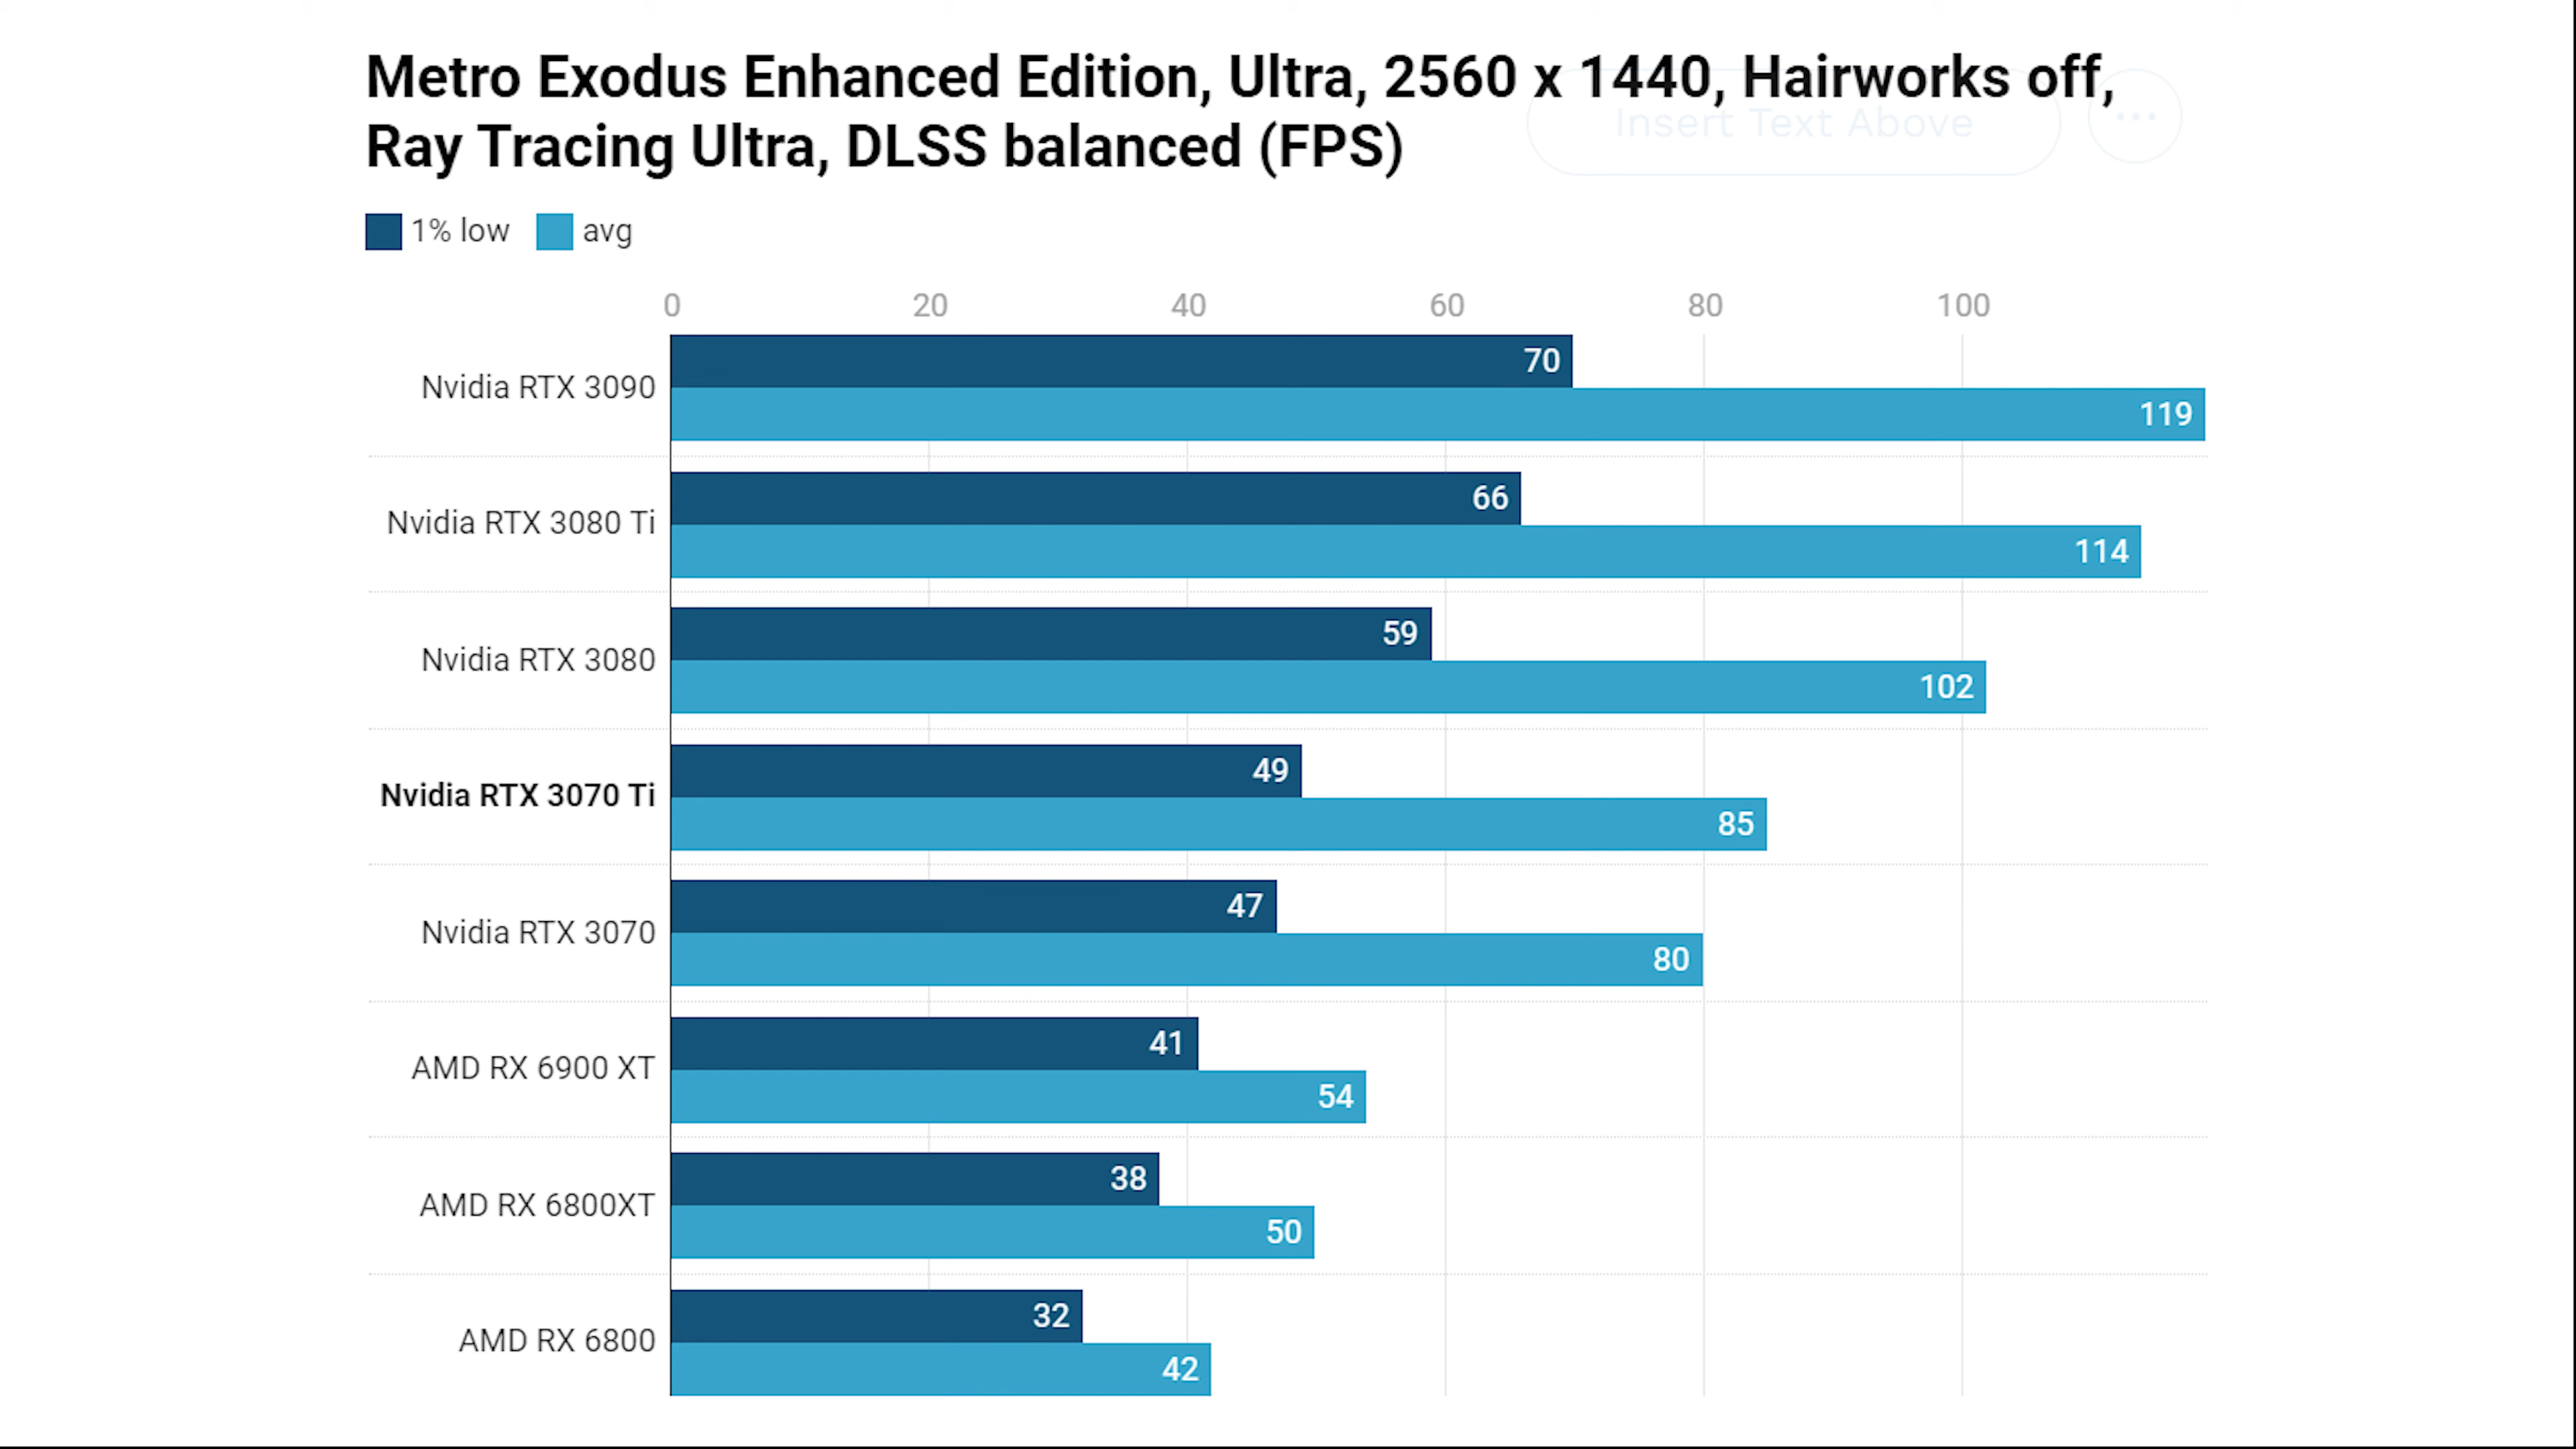 Metro Exodus Enhanced Edition, Ultra, 2560 x 1440, Hairworks off,
Ray Tracing Ultra, DLSS balanced (FPS)
Insert Text Above
1% low avg
0 20 40 60 80 100
Nvidia RTX 3090 70
119
Nvidia RTX 3080 Ti 66
114
Nvidia RTX 3080 59
102
Nvidia RTX 3070 Ti 49
85
Nvidia RTX 3070 47
80
AMD RX 6900 XT 41
54
AMD RX 6800XT 38
50
AMD RX 6800 32
42